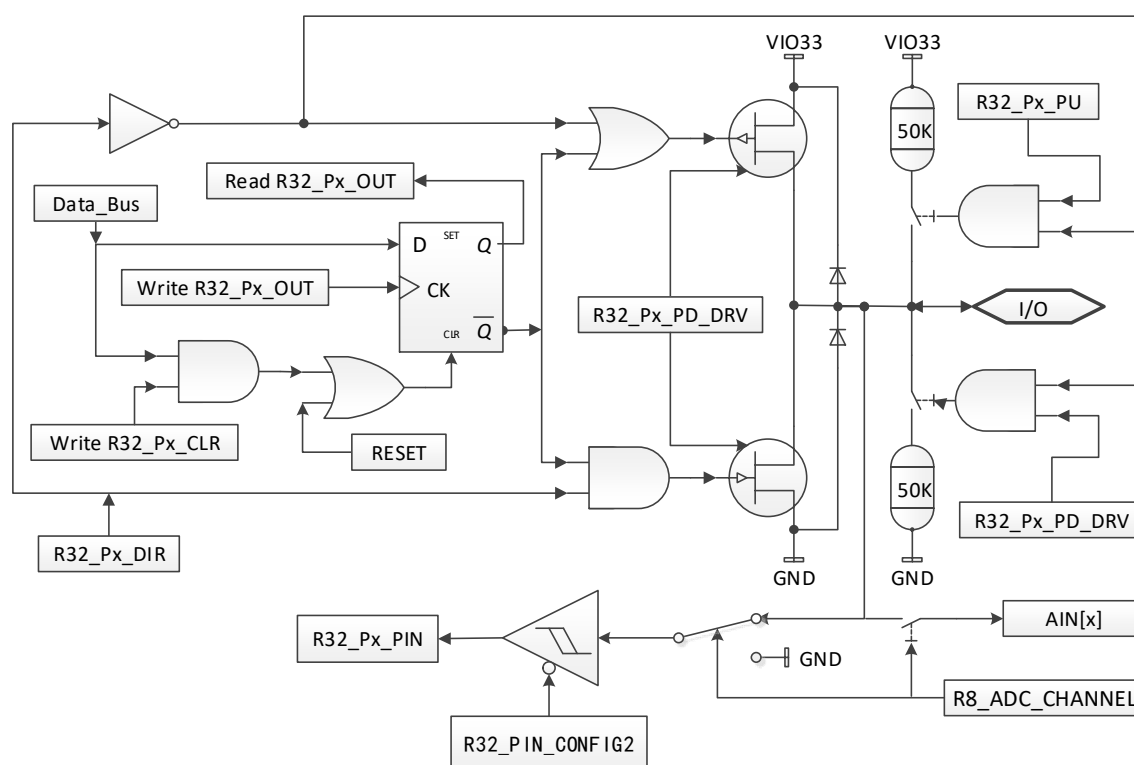 VIO33
VIO33
R32_Px_PU
50K
Read R32_Px_OUT
Data_Bus
D
SET
Q
Write R32_Px_OUT
CK
R32_Px_PD_DRV
I/O
CLR
Q
Write R32_Px_CLR
RESET
50K
R32_Px_PD_DRV
R32_Px_DIR
GND
GND
R32_Px_PIN
AIN[x]
GND
R8_ADC_CHANNEL
R32_PIN_CONFIG2